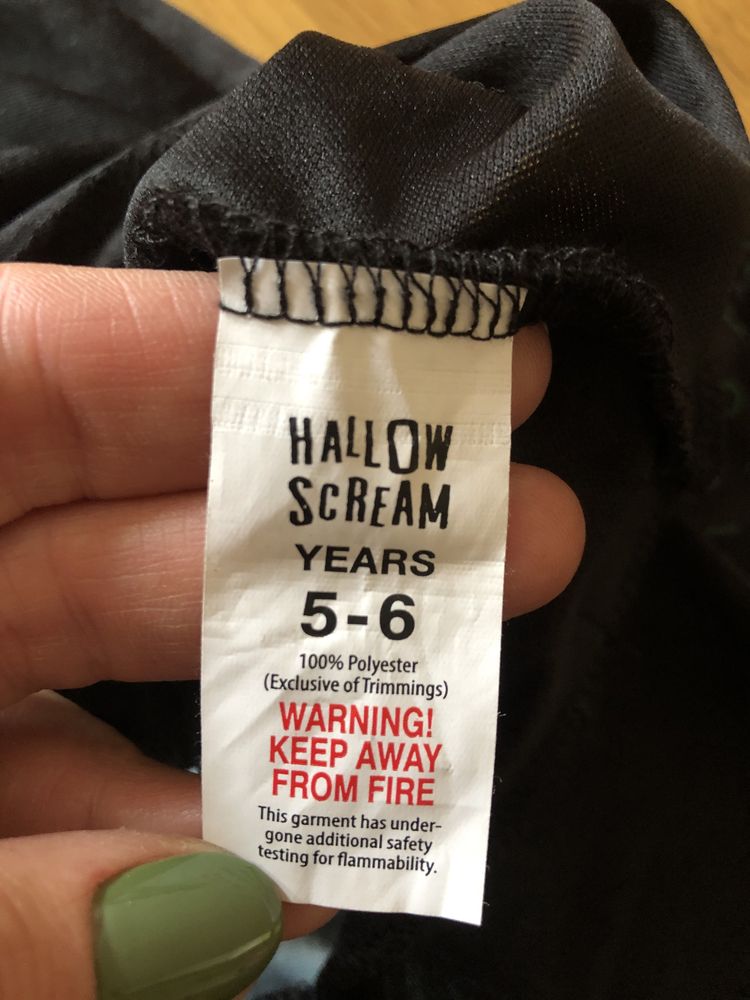 HALLOW
SCREAM
YEARS
5-6
100% Polyester
(Exclusive of Trimmings)
WARNING!
KEEP AWAY
FROM FIRE
This garment has under-
gone additional safety
testing for flammability.